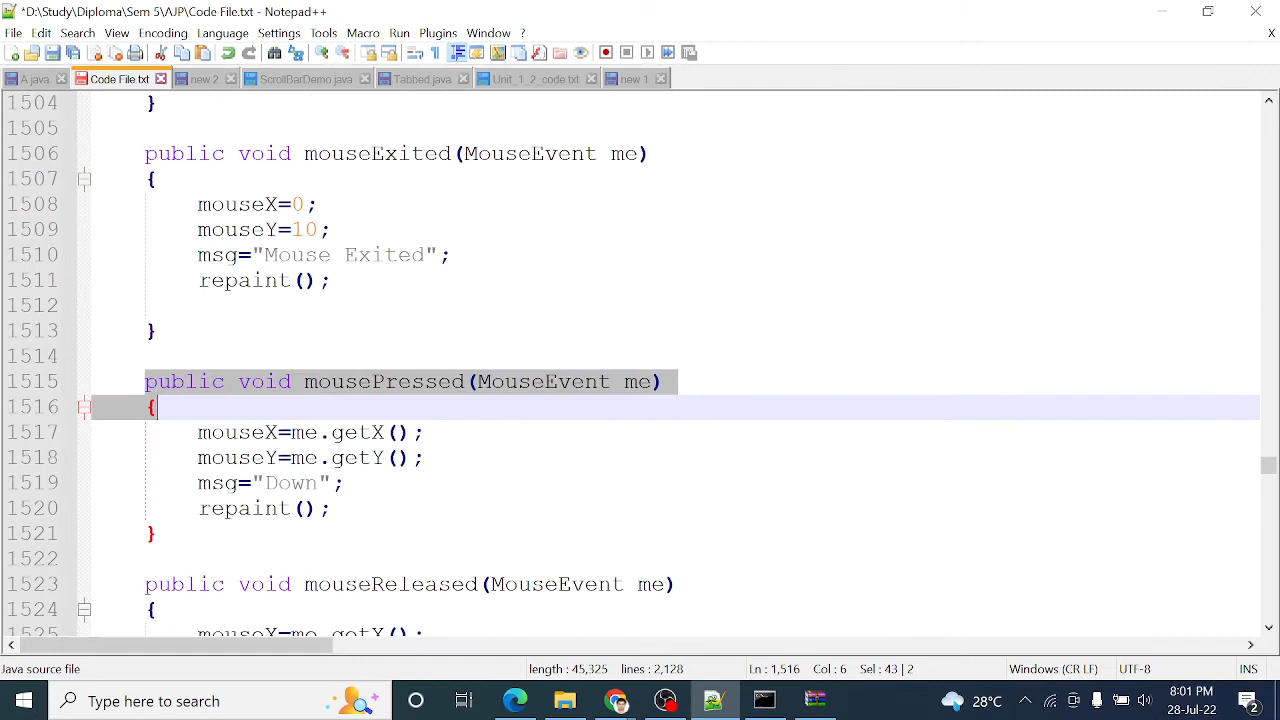 *D:\Study\Diploma\Sem 5\AJP\Code File.txt - Notepad++
File Edit Search View Encoding Language Settings Tools Macro Run Plugins Window ? X
A.java Code File.txt new 2 ScrollBarDemo.java Tabbed.java Unit_1_2_code.txt new 1
1504 }
1505
1506 public void mouseExited(MouseEvent me)
1507 {
1508 mouseX=0;
1509 mouseY=10;
1510 msg="Mouse Exited";
1511 repaint();
1512
1513 }
1514
1515 public void mousePressed(MouseEvent me)
1516 {
1517 mouseX=me.getX();
1518 mouseY=me.getY();
1519 msg="Down";
1520 repaint();
1521 }
1522
1523 public void mouseReleased(MouseEvent me)
1524 {
1525 mouseX=me.getX();
Java source file length : 45,325 lines : 2,128 Ln : 1,516 Col : 6 Sel : 43 | 2 Windows (CR LF) UTF-8 INS
Type here to search 28°C 8:01 PM
28-Jul-22 2